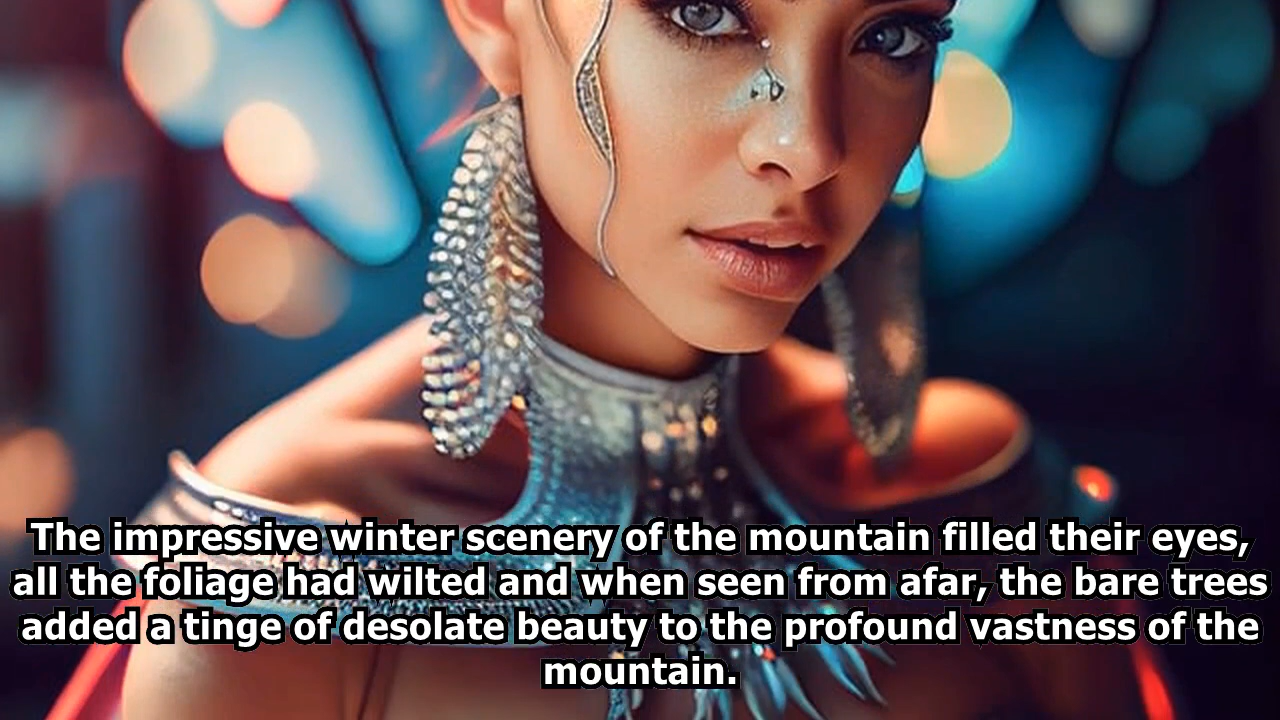 The impressive winter scenery of the mountain filled their eyes,
all the foliage had wilted and when seen from afar, the bare trees
added a tinge of desolate beauty to the profound vastness of the
mountain.